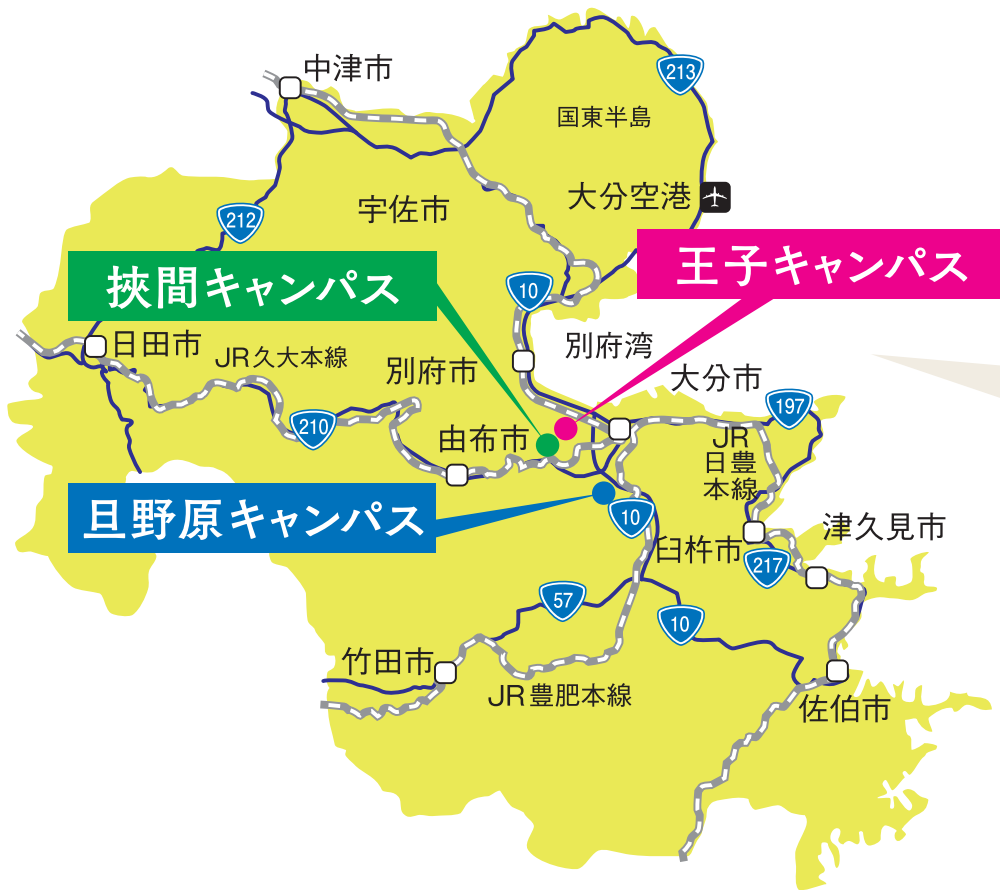 中津市
213
国東半島
大分空港
宇佐市
212
王子キャンパス
挾間キャンパス
10
日田市
JR久大本線
別府湾
別府市
大分市
197
210
由布市
JR
日豊
本線
旦野原キャンパス
10
津久見市
臼杵市
217
57
10
竹田市
JR豊肥本線
佐伯市